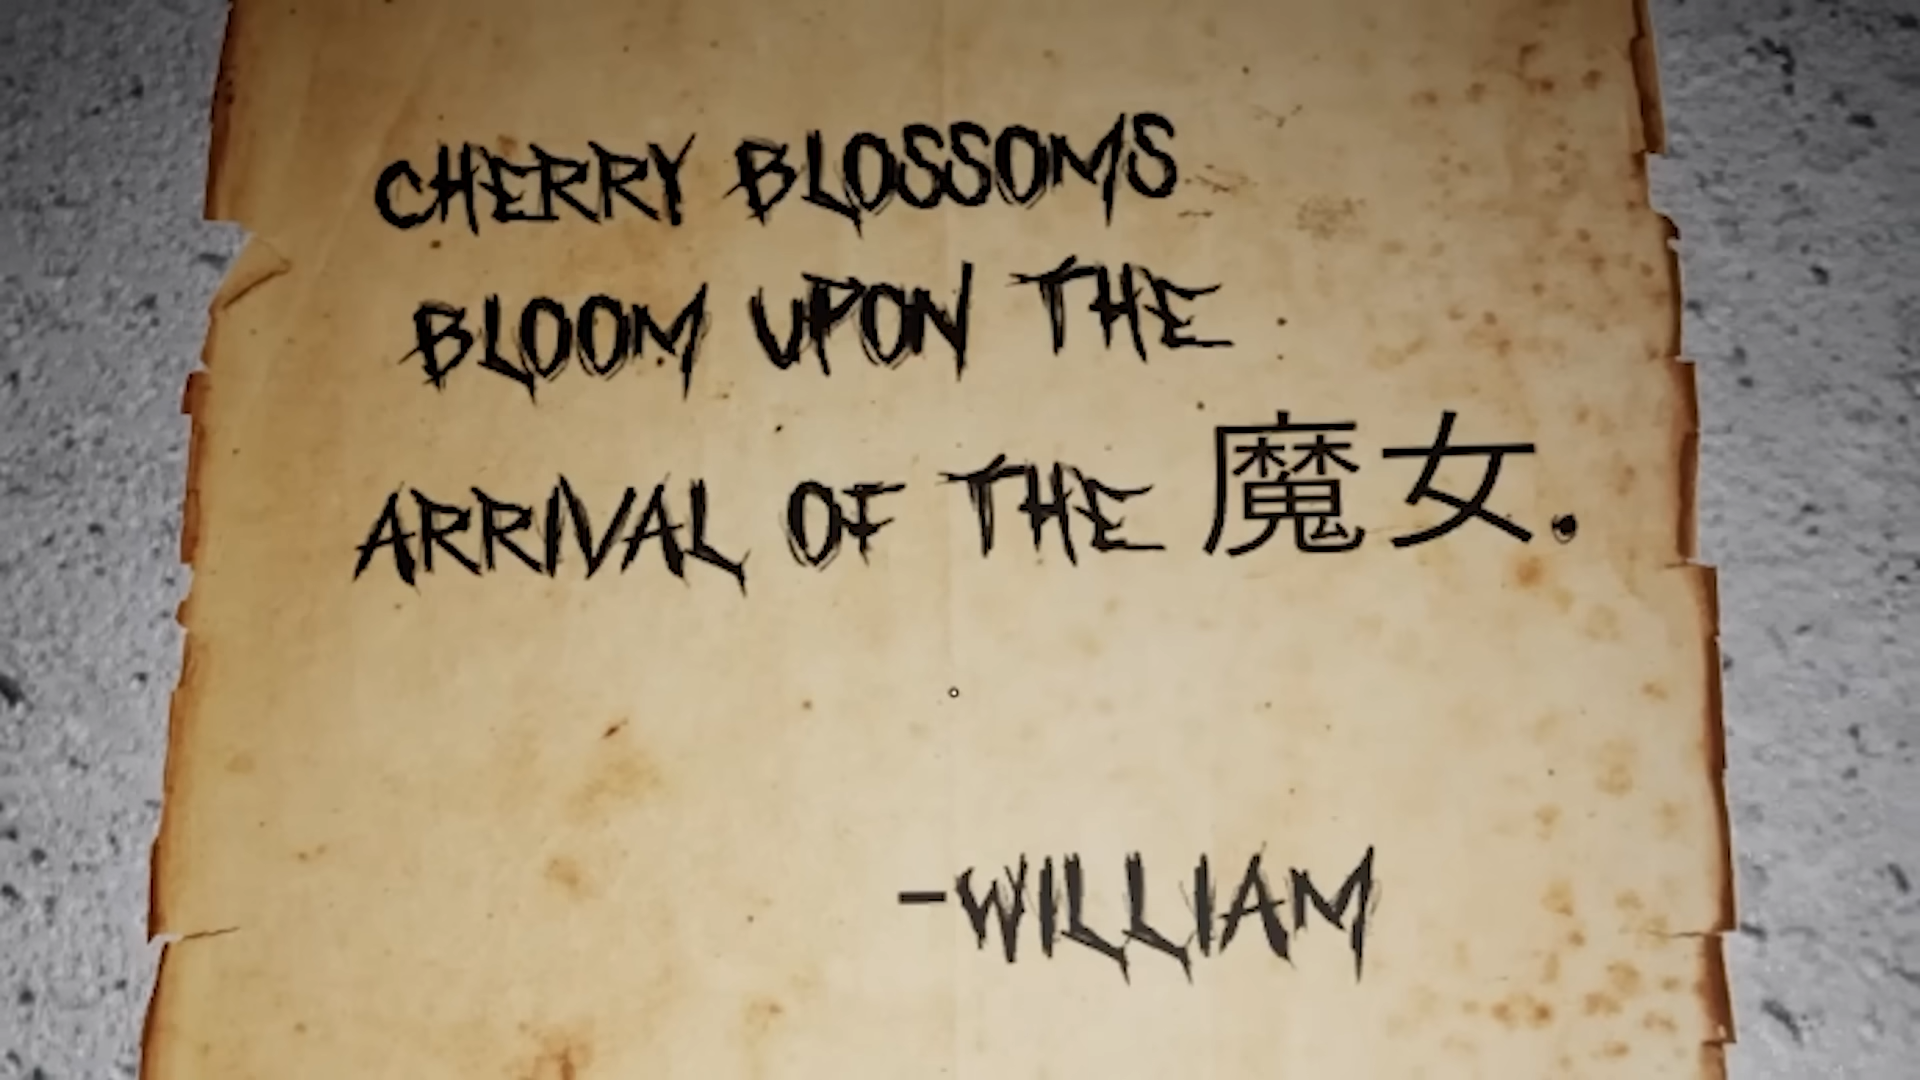 CHERRY BLOSSOMS
BLOOM UPON THE
ARRIVAL OF THE 魔女.
-WILLIAM